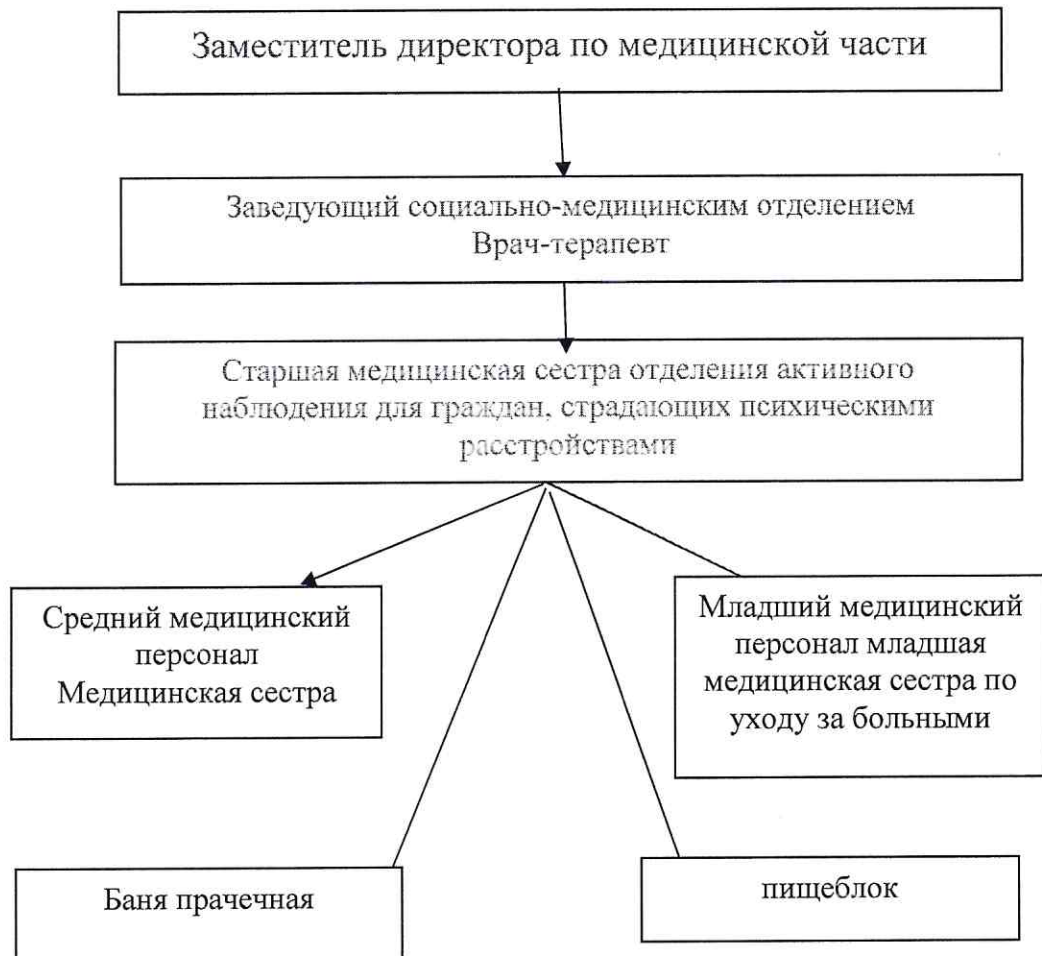 Заместитель директора по медицинской части
Заведующий социально-медицинским отделением
Врач-терапевт
Старшая медицинская сестра отделения активного
наблюдения для граждан, страдающих психическими
расстройствами
Средний медицинский
персонал
Медицинская сестра
Младший медицинский
персонал младшая
медицинская сестра по
уходу за больными
Баня прачечная
пищеблок